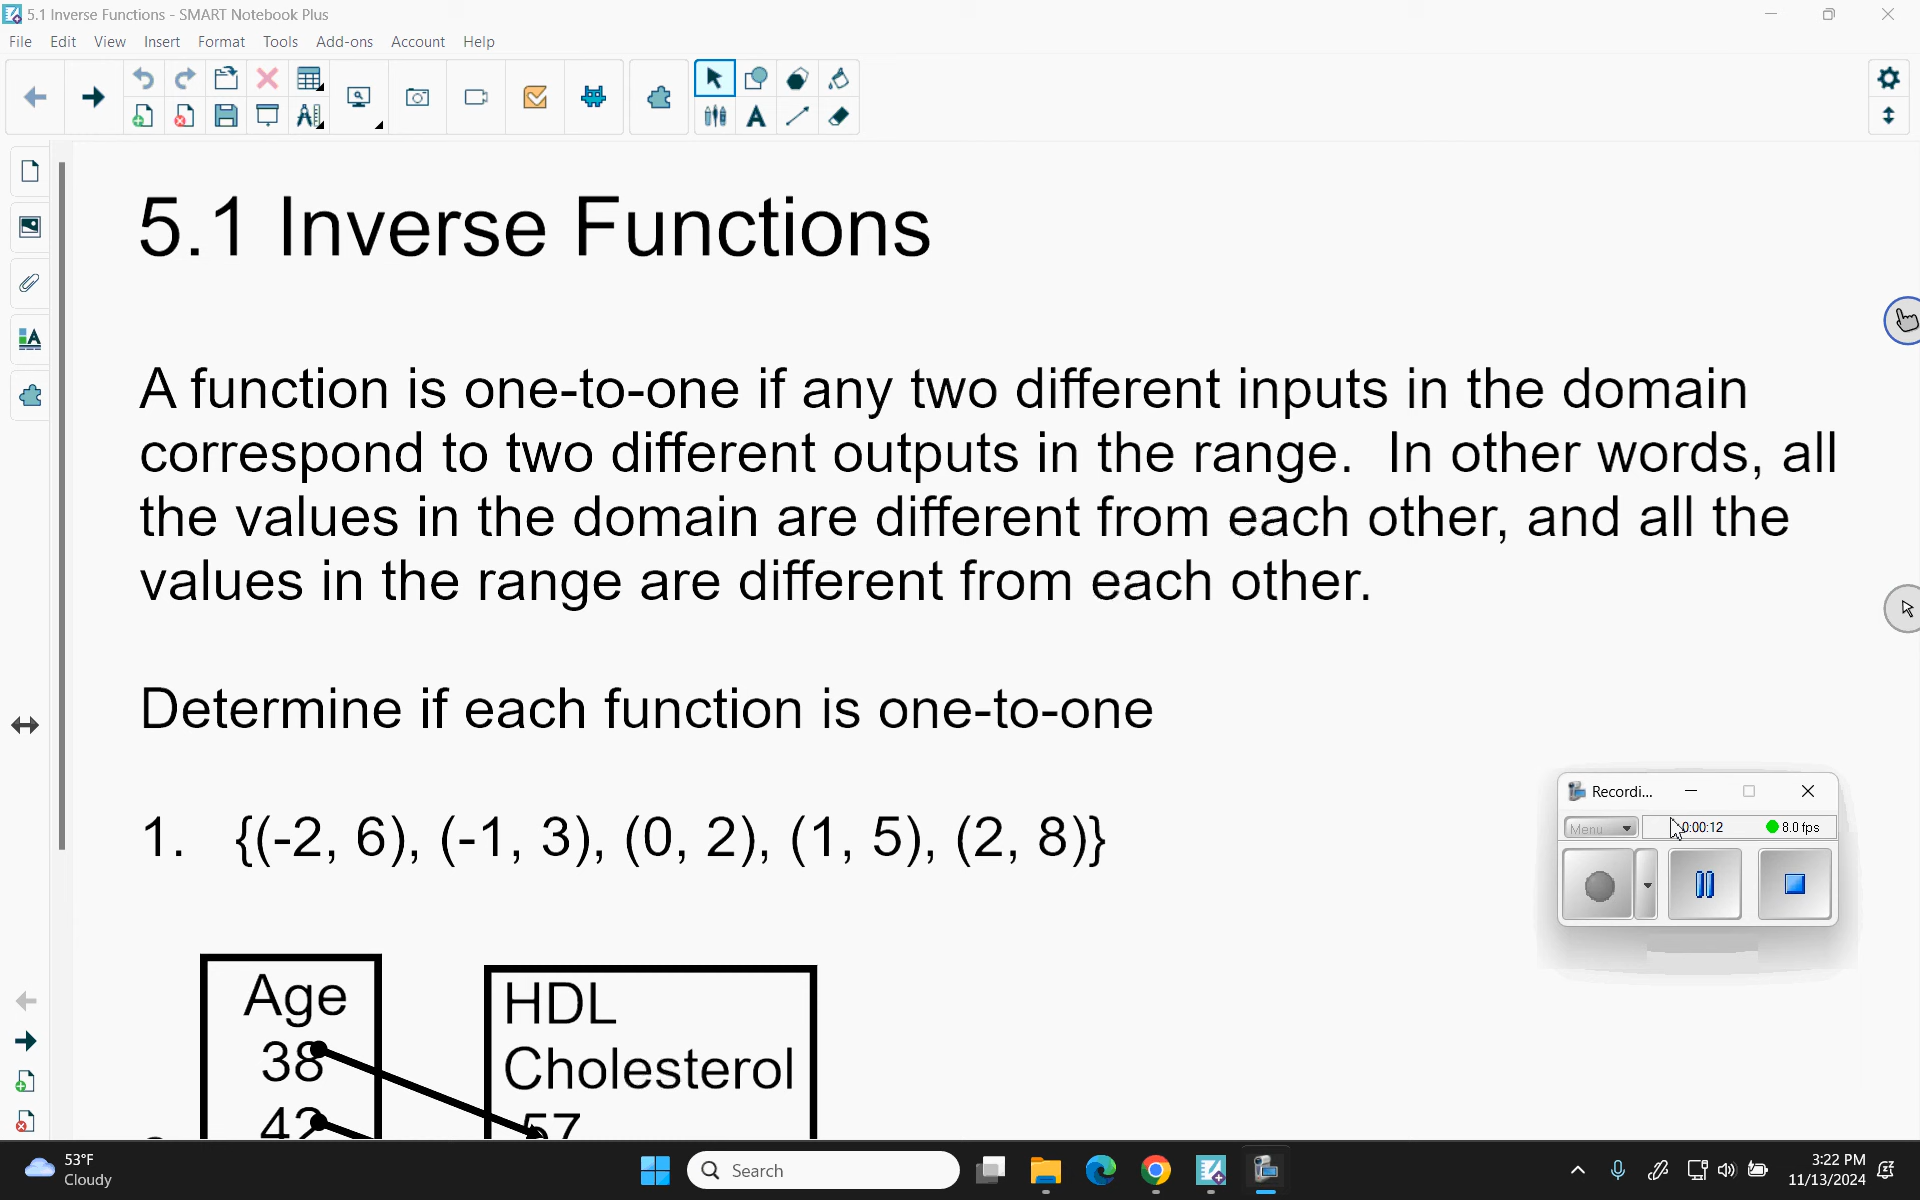 5.1 Inverse Functions - SMART Notebook Plus
File Edit View Insert Format Tools Add-ons Account Help
5.1 Inverse Functions
A function is one-to-one if any two different inputs in the domain
correspond to two different outputs in the range.  In other words, all
the values in the domain are different from each other, and all the
values in the range are different from each other.
Determine if each function is one-to-one
1. {(-2, 6), (-1, 3), (0, 2), (1, 5), (2, 8)}
Recordi...
Menu 0:00:12 8.0 fps
Age
38
42
HDL
Cholesterol
57
53°F
Cloudy
Search
3:22 PM
11/13/2024